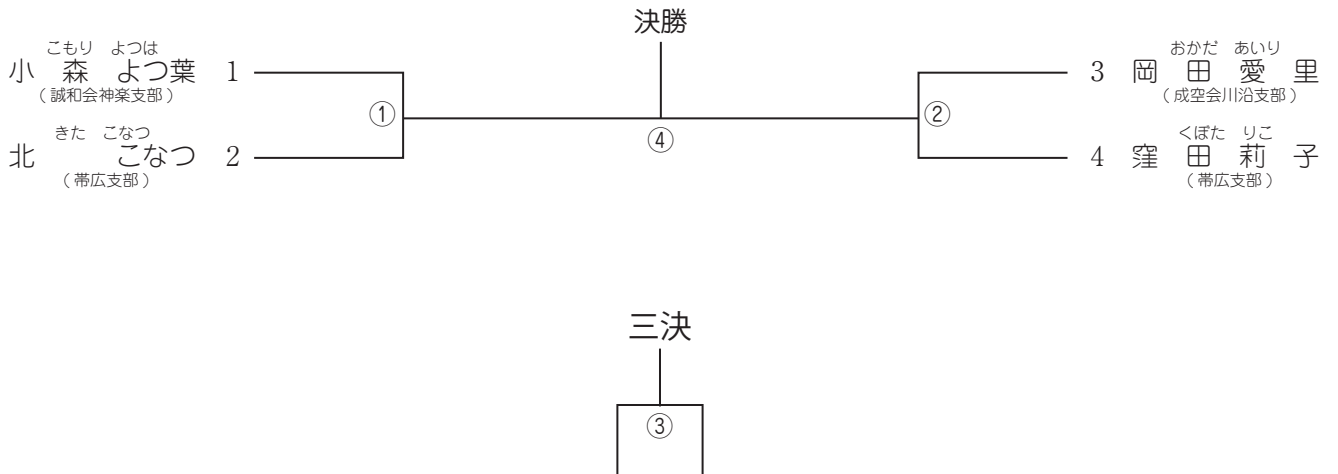 決勝
こもり よつは
小 森 よつ葉 1
(誠和会神楽支部)
①
きた こなつ
北 こなつ 2
(帯広支部)
④
おかだ あいり
3 岡 田 愛 里
(成空会川沿支部)
②
くぼた りこ
4 窪 田 莉 子
(帯広支部)
三決
③